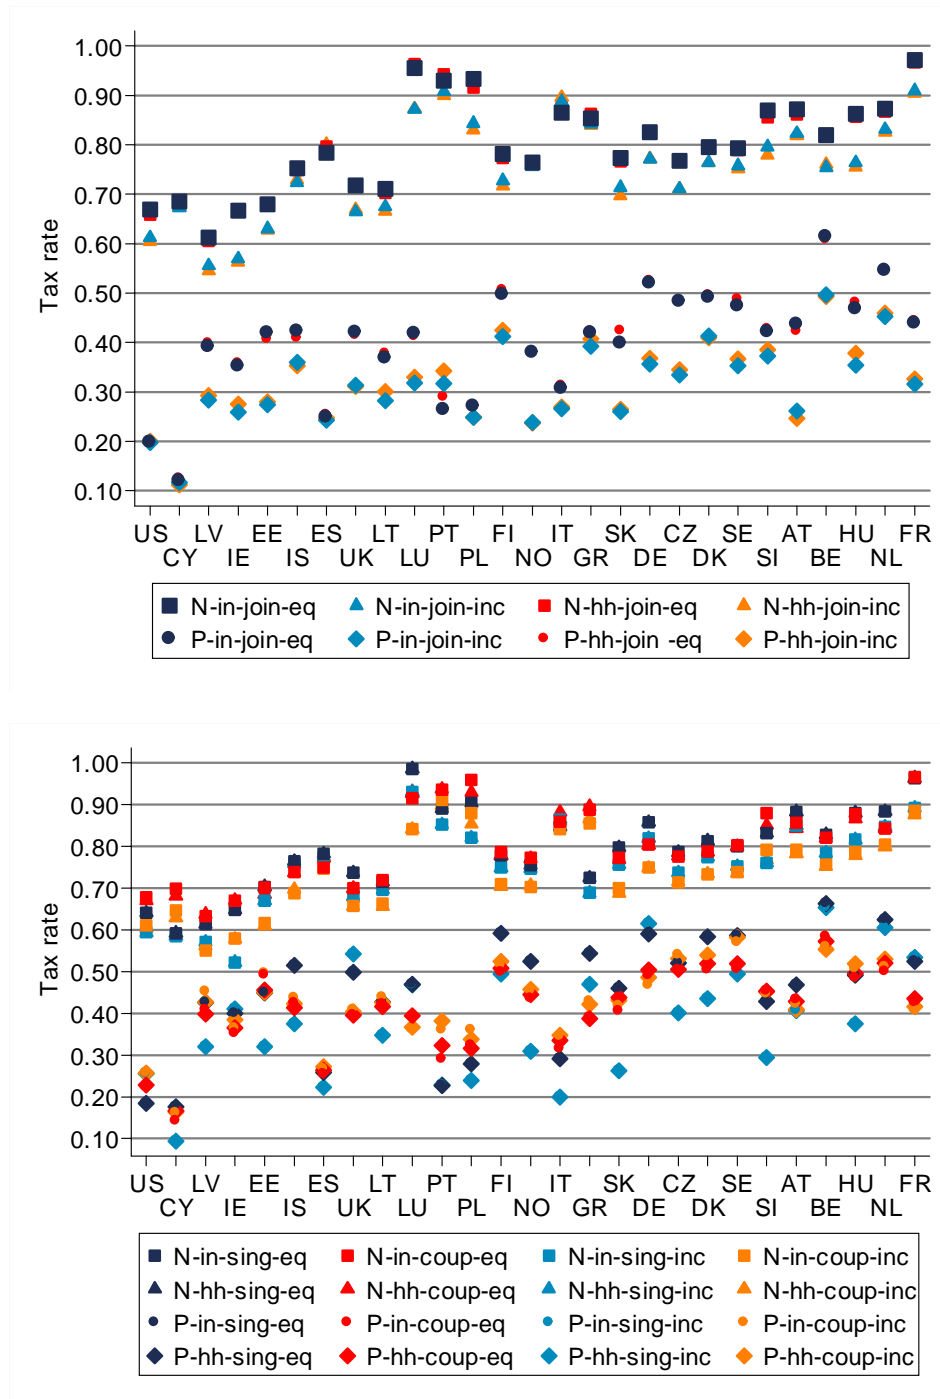 1.00
0.90
0.80
0.70
0.60
0.50
0.40
0.30
0.20
0.10
Tax rate
US LV EE ES LT PT FI IT SK CZ SE AT HU FR
CY IE IS UK LU PL NO GR DE DK SI BE NL
N-in-join-eq N-in-join-inc N-hh-join-eq N-hh-join-inc
P-in-join-eq P-in-join-inc P-hh-join -eq P-hh-join-inc
1.00
0.90
0.80
0.70
0.60
0.50
0.40
0.30
0.20
0.10
Tax rate
US LV EE ES LT PT FI IT SK CZ SE AT HU FR
CY IE IS UK LU PL NO GR DE DK SI BE NL
N-in-sing-eq N-in-coup-eq N-in-sing-inc N-in-coup-inc
N-hh-sing-eq N-hh-coup-eq N-hh-sing-inc N-hh-coup-inc
P-in-sing-eq P-in-coup-eq P-in-sing-inc P-in-coup-inc
P-hh-sing-eq P-hh-coup-eq P-hh-sing-inc P-hh-coup-inc